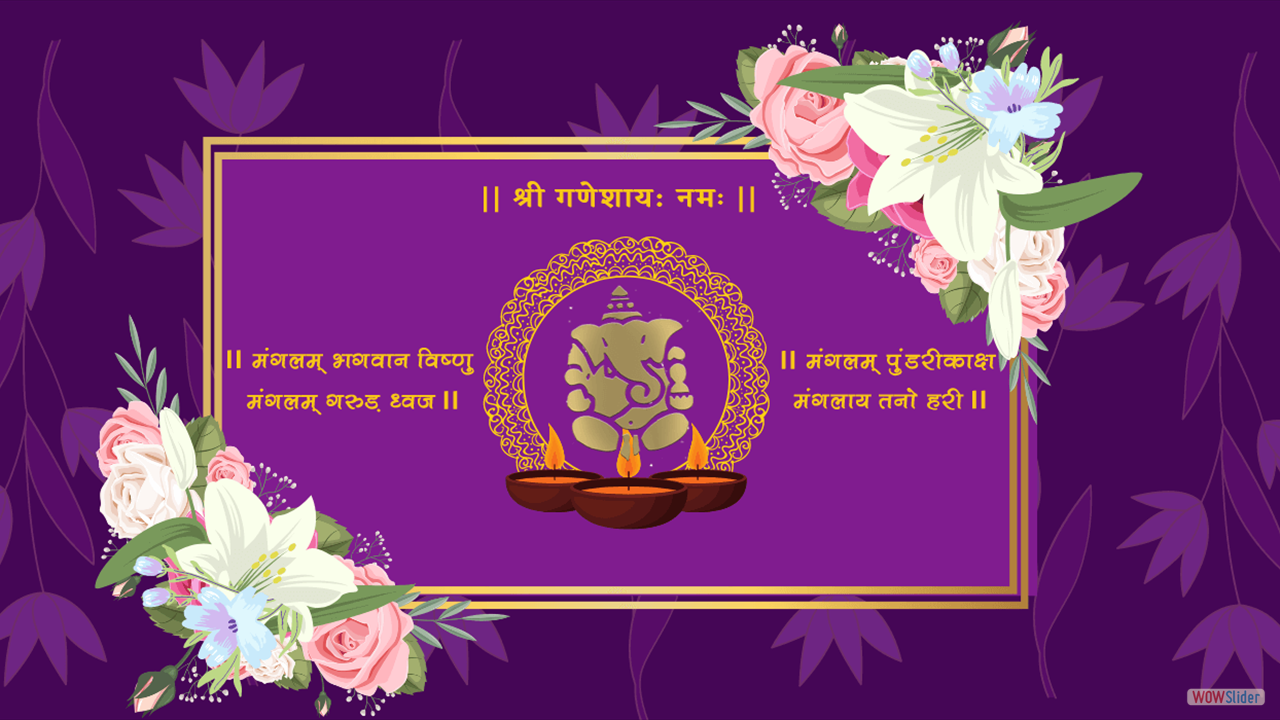 || श्री गणेशायः नमः ||
|| मंगलम् भगवान विष्णु
मंगलम् गरुड़ ध्वज ||
|| मंगलम् पुंडरीकाक्ष
मंगलाय तनो हरी ||
WOWSlider